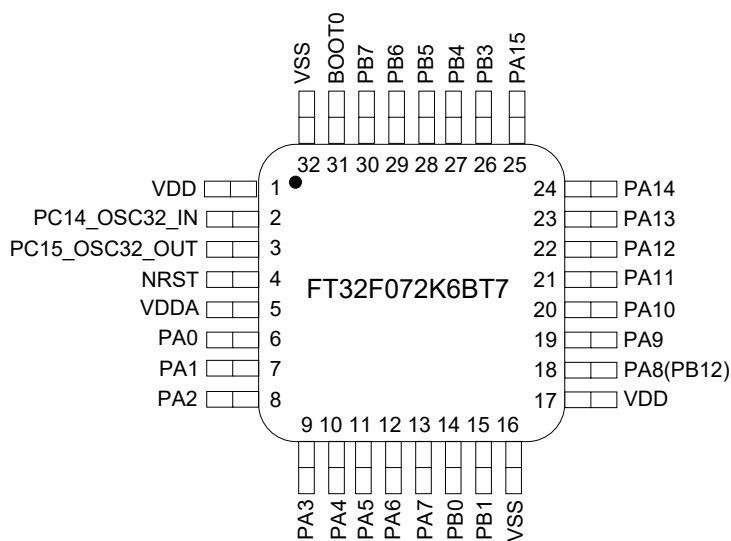 VSS
BOOT0
PB7
PB6
PB5
PB4
PB3
PA15
32 31 30 29 28 27 26 25
VDD 1 24 PA14
PC14_OSC32_IN 2 23 PA13
PC15_OSC32_OUT 3 22 PA12
NRST 4 FT32F072K6BT7 21 PA11
VDDA 5 20 PA10
PA0 6 19 PA9
PA1 7 18 PA8(PB12)
PA2 8 17 VDD
9 10 11 12 13 14 15 16
PA3
PA4
PA5
PA6
PA7
PB0
PB1
VSS